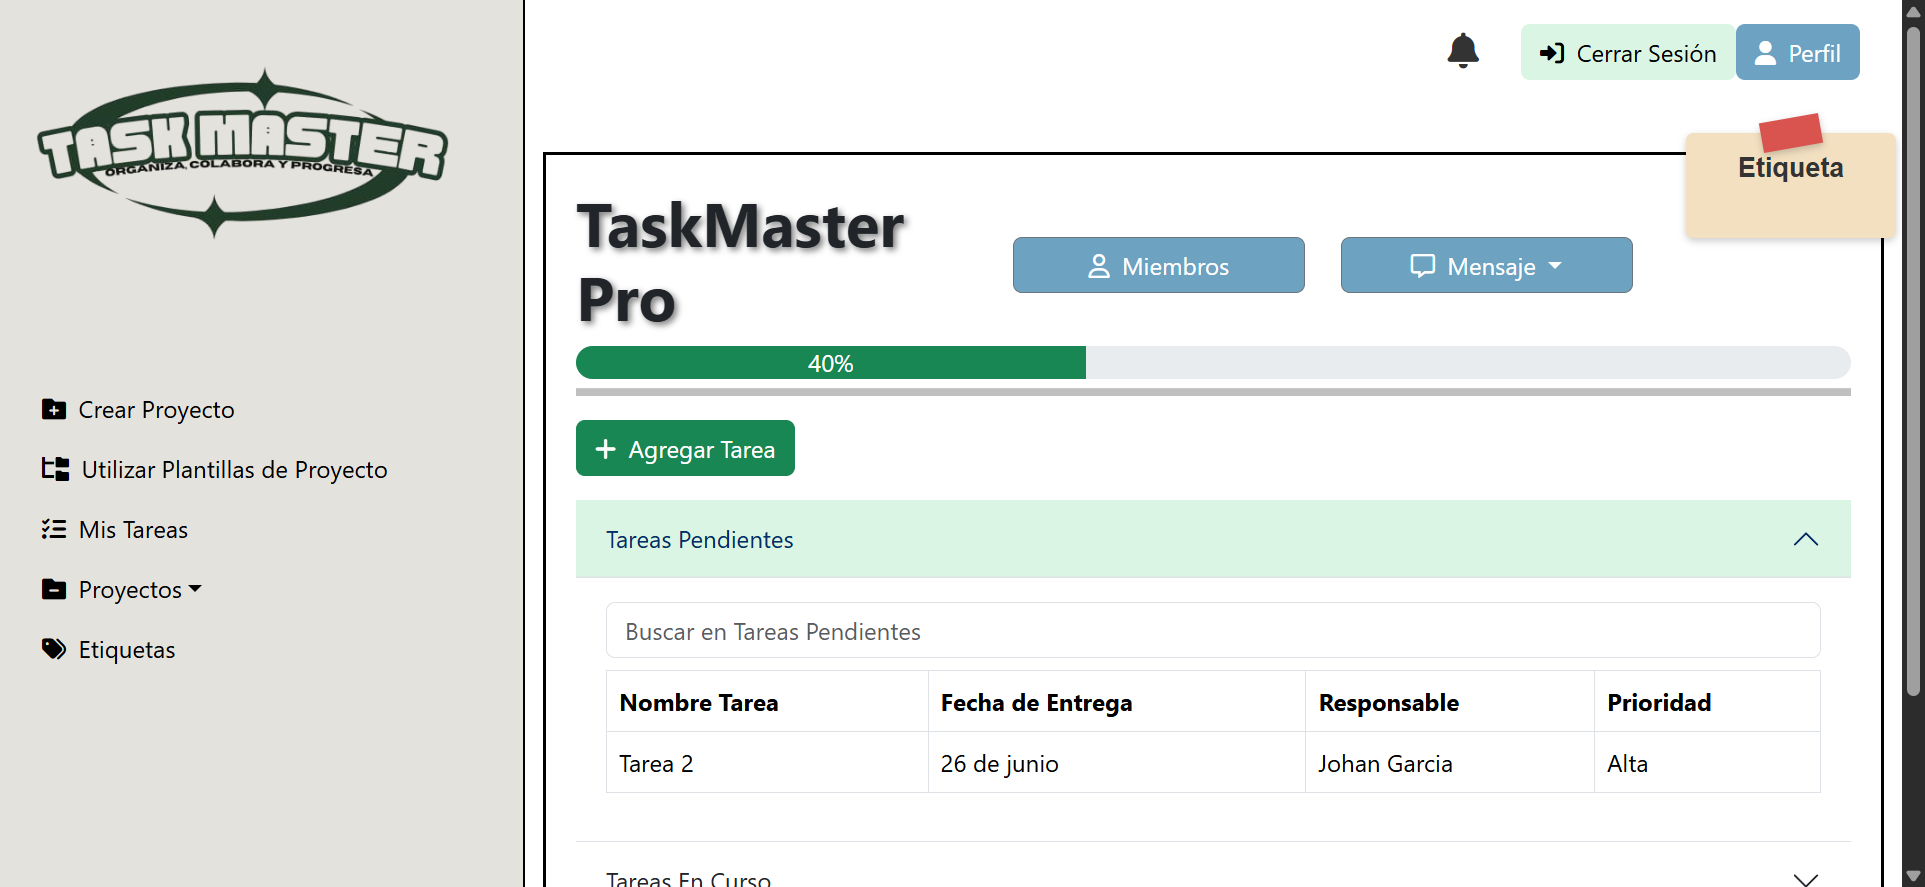 TASK MASTER
ORGANIZA, COLABORA Y PROGRESA
Crear Proyecto
Utilizar Plantillas de Proyecto
Mis Tareas
Proyectos
Etiquetas
Cerrar Sesión
Perfil
Etiqueta
TaskMaster
Pro
Miembros
Mensaje
40%
Agregar Tarea
Tareas Pendientes
Buscar en Tareas Pendientes
Nombre Tarea Fecha de Entrega Responsable Prioridad
Tarea 2 26 de junio Johan Garcia Alta
Tareas En Curso